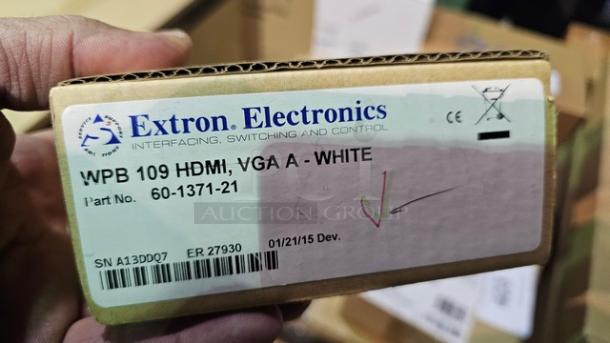 Extron. Electronics
INTERFACING, SWITCHING AND CONTROL
CE
WPB 109 HDMI, VGA A - WHITE
Part No. 60-1371-21
AUCTION GROUP
SN A13DDQ7 ER 27930 01/21/15 Dev.